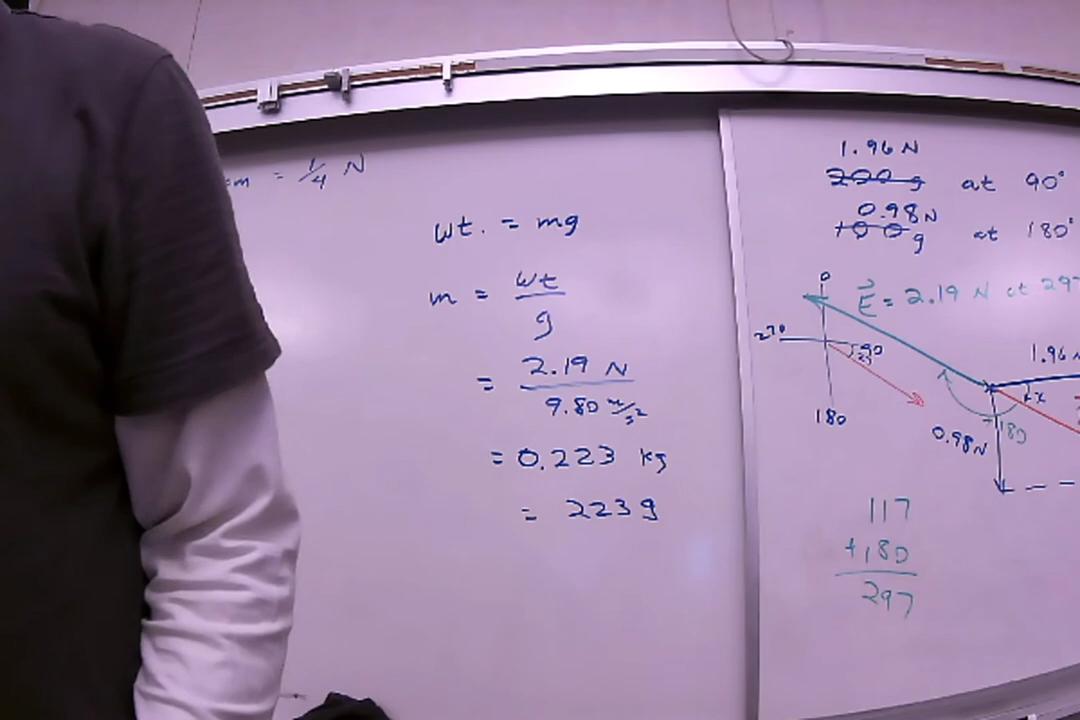 m = 1/4 N
wt. = mg
m = wt / g
= 2.19 N / 9.80 m/s²
= 0.223 kg
= 223 g
1.96 N
200 g at 90°
0.98 N
100 g at 180°
0
E = 2.19 N at 297
270
90
27
180
1.96 N
α
+180
0.98 N
117
+180
297